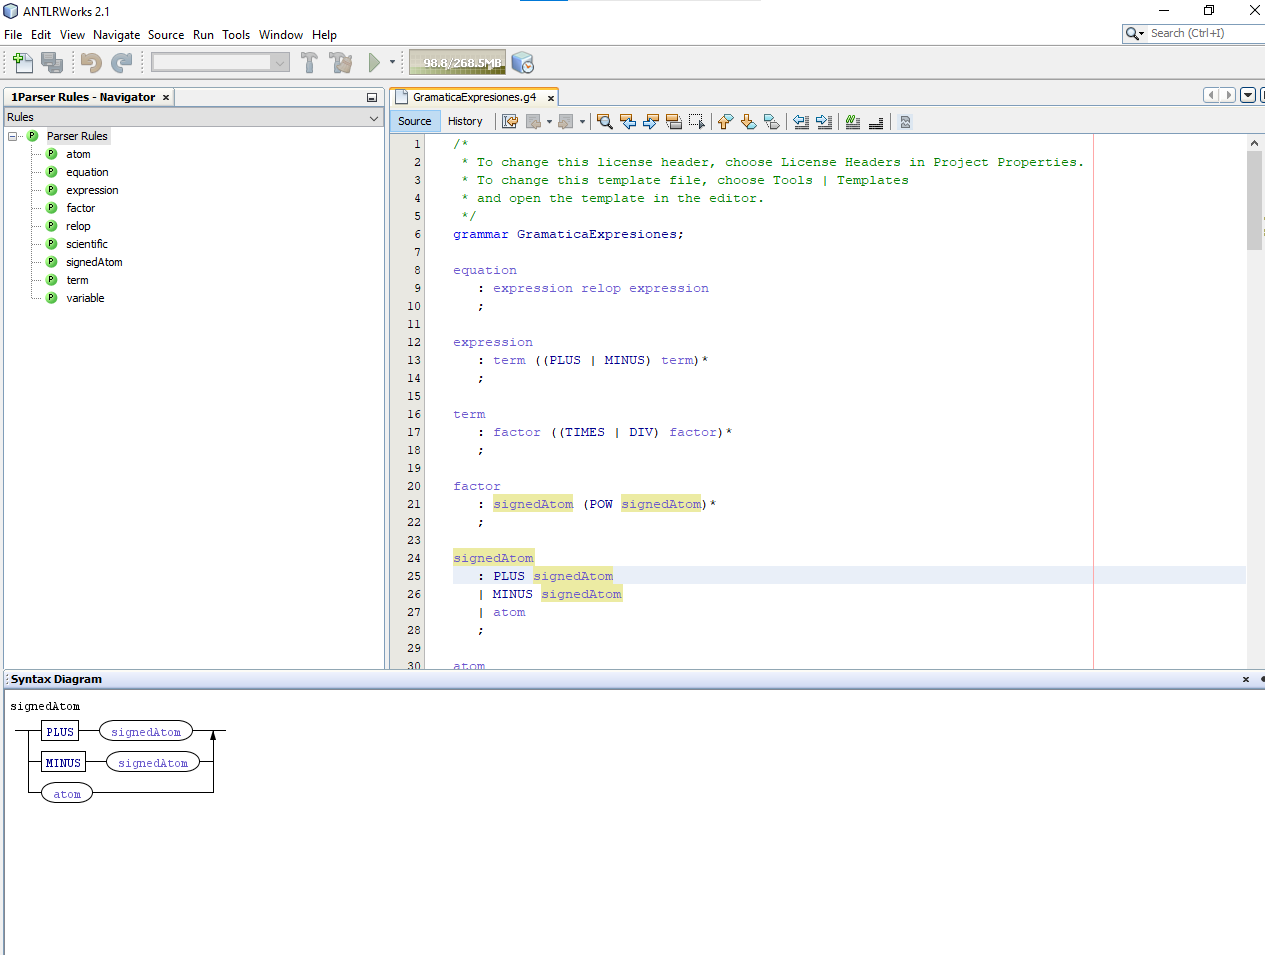 ANTLRWorks 2.1
File Edit View Navigate Source Run Tools Window Help
Search (Ctrl+I)
98.8/268.5MB
1Parser Rules - Navigator
Rules
Parser Rules
atom
equation
expression
factor
relop
scientific
signedAtom
term
variable
GramaticaExpresiones.g4
Source History
1 /*
2 * To change this license header, choose License Headers in Project Properties.
3 * To change this template file, choose Tools | Templates
4 * and open the template in the editor.
5 */
6 grammar GramaticaExpresiones;
7
8 equation
9 : expression relop expression
10 ;
11
12 expression
13 : term ((PLUS | MINUS) term)*
14 ;
15
16 term
17 : factor ((TIMES | DIV) factor)*
18 ;
19
20 factor
21 : signedAtom (POW signedAtom)*
22 ;
23
24 signedAtom
25 : PLUS signedAtom
26 | MINUS signedAtom
27 | atom
28 ;
29
30 atom
Syntax Diagram
signedAtom
PLUS signedAtom
MINUS signedAtom
atom